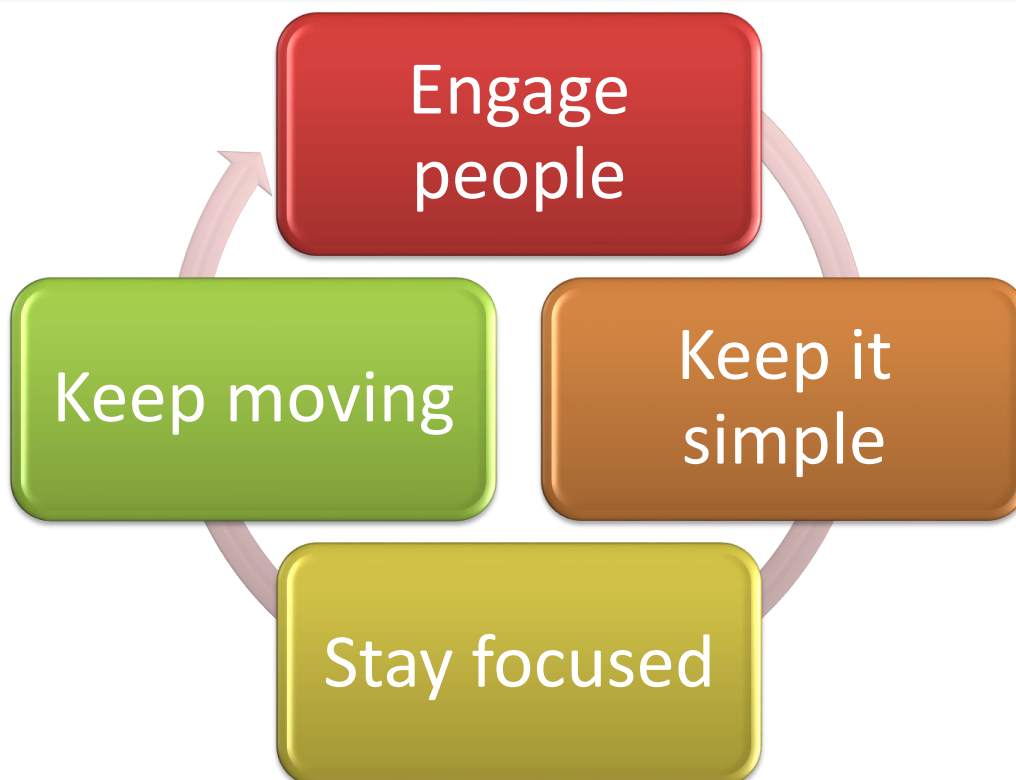 Engage
people
Keep it
simple
Stay focused
Keep moving